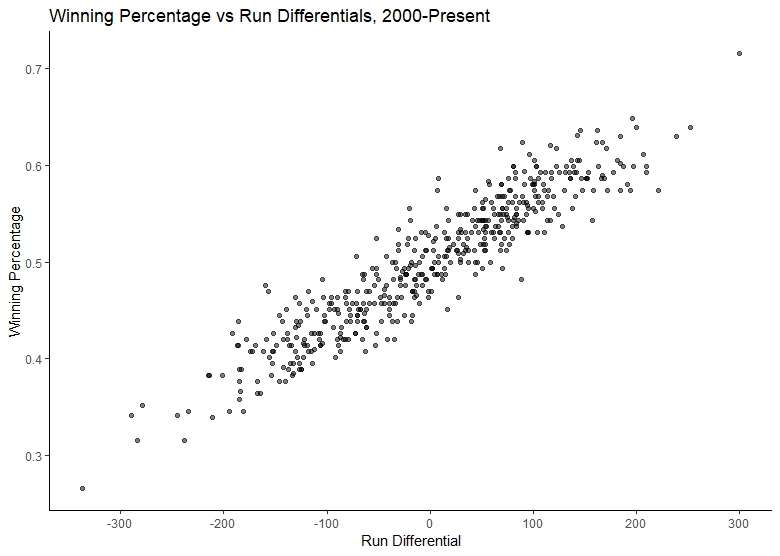 Winning Percentage vs Run Differentials, 2000-Present
Winning Percentage
0.7
0.6
0.5
0.4
0.3
-300 -200 -100 0 100 200 300
Run Differential